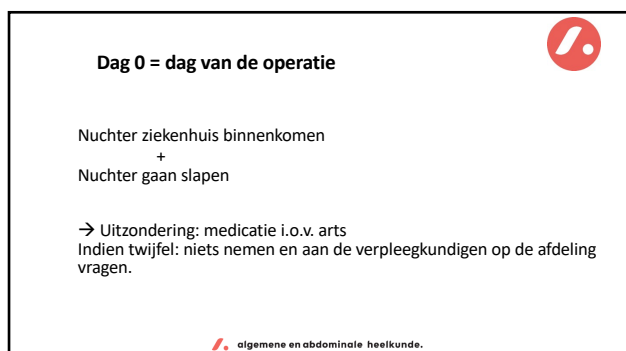 Dag 0 = dag van de operatie
Nuchter ziekenhuis binnenkomen
+
Nuchter gaan slapen
→ Uitzondering: medicatie i.o.v. arts
Indien twijfel: niets nemen en aan de verpleegkundigen op de afdeling
vragen.
algemene en abdominale heelkunde.